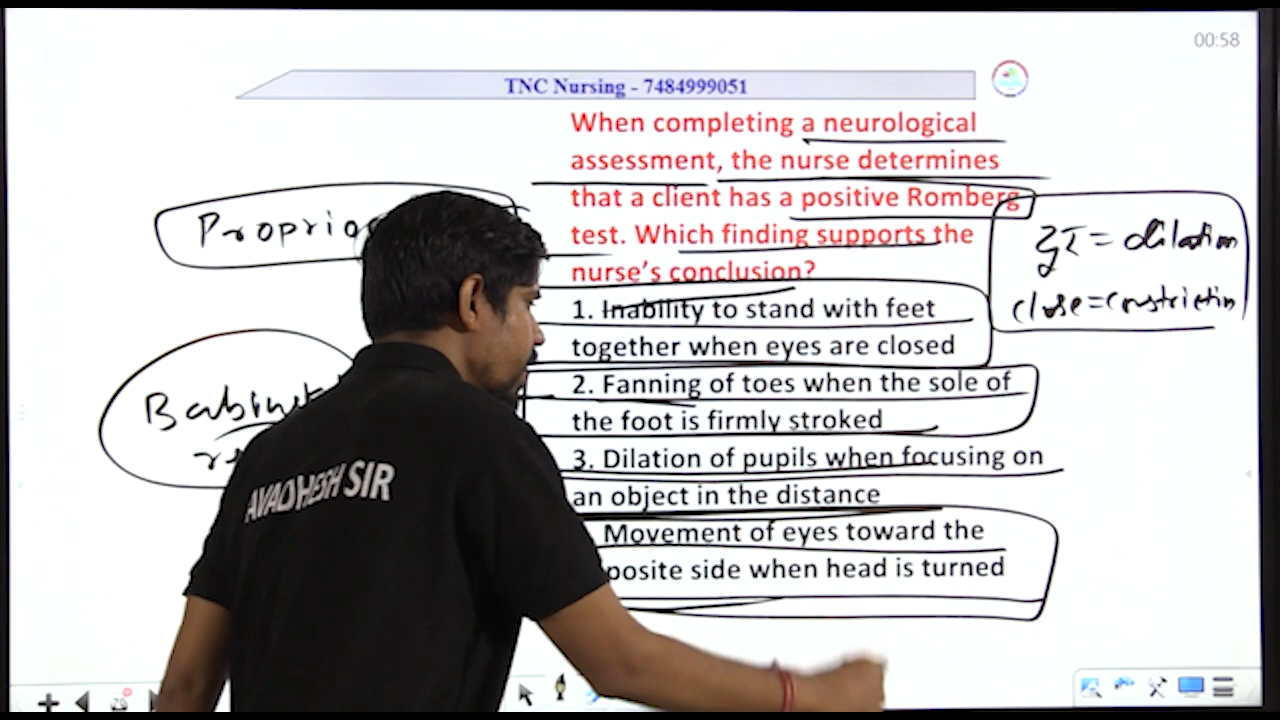 00:58
TNC Nursing - 7484999051
When completing a neurological
assessment, the nurse determines
that a client has a positive Romberg
test. Which finding supports the
nurse's conclusion?
1. Inability to stand with feet
together when eyes are closed
2. Fanning of toes when the sole of
the foot is firmly stroked
3. Dilation of pupils when focusing on
an object in the distance
Movement of eyes toward the
posite side when head is turned
= dilation
close = constriction
AVADHESH SIR